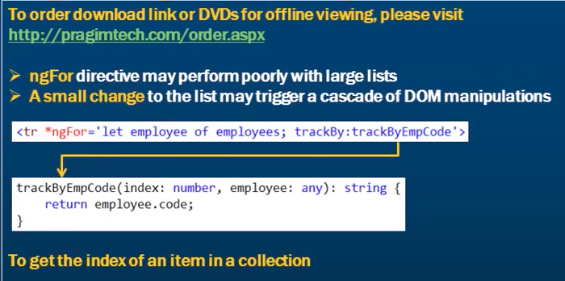 To order download link or DVDs for offline viewing, please visit
http://pragimtech.com/order.aspx
➤ ngFor directive may perform poorly with large lists
➤ A small change to the list may trigger a cascade of DOM manipulations
<tr *ngFor='let employee of employees; trackBy:trackByEmpCode'>
trackByEmpCode(index: number, employee: any): string {
    return employee.code;
}
To get the index of an item in a collection